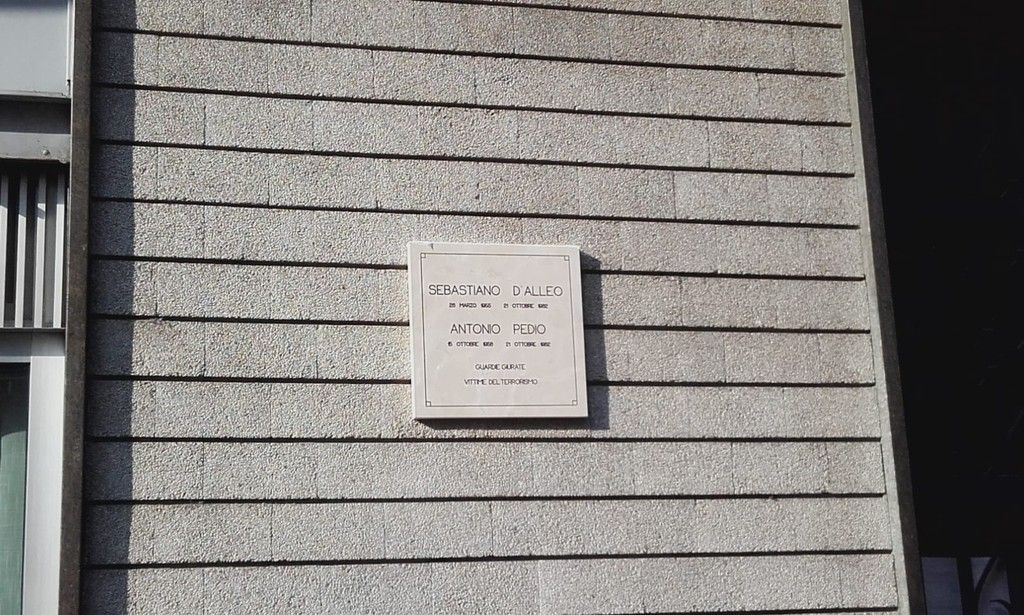 SEBASTIANO D'ALLEO
28 MARZO 1955 21 OTTOBRE 1982
ANTONIO PEDIO
15 OTTOBRE 1958 21 OTTOBRE 1982
GUARDIE GIURATE
VITTIME DEL TERRORISMO